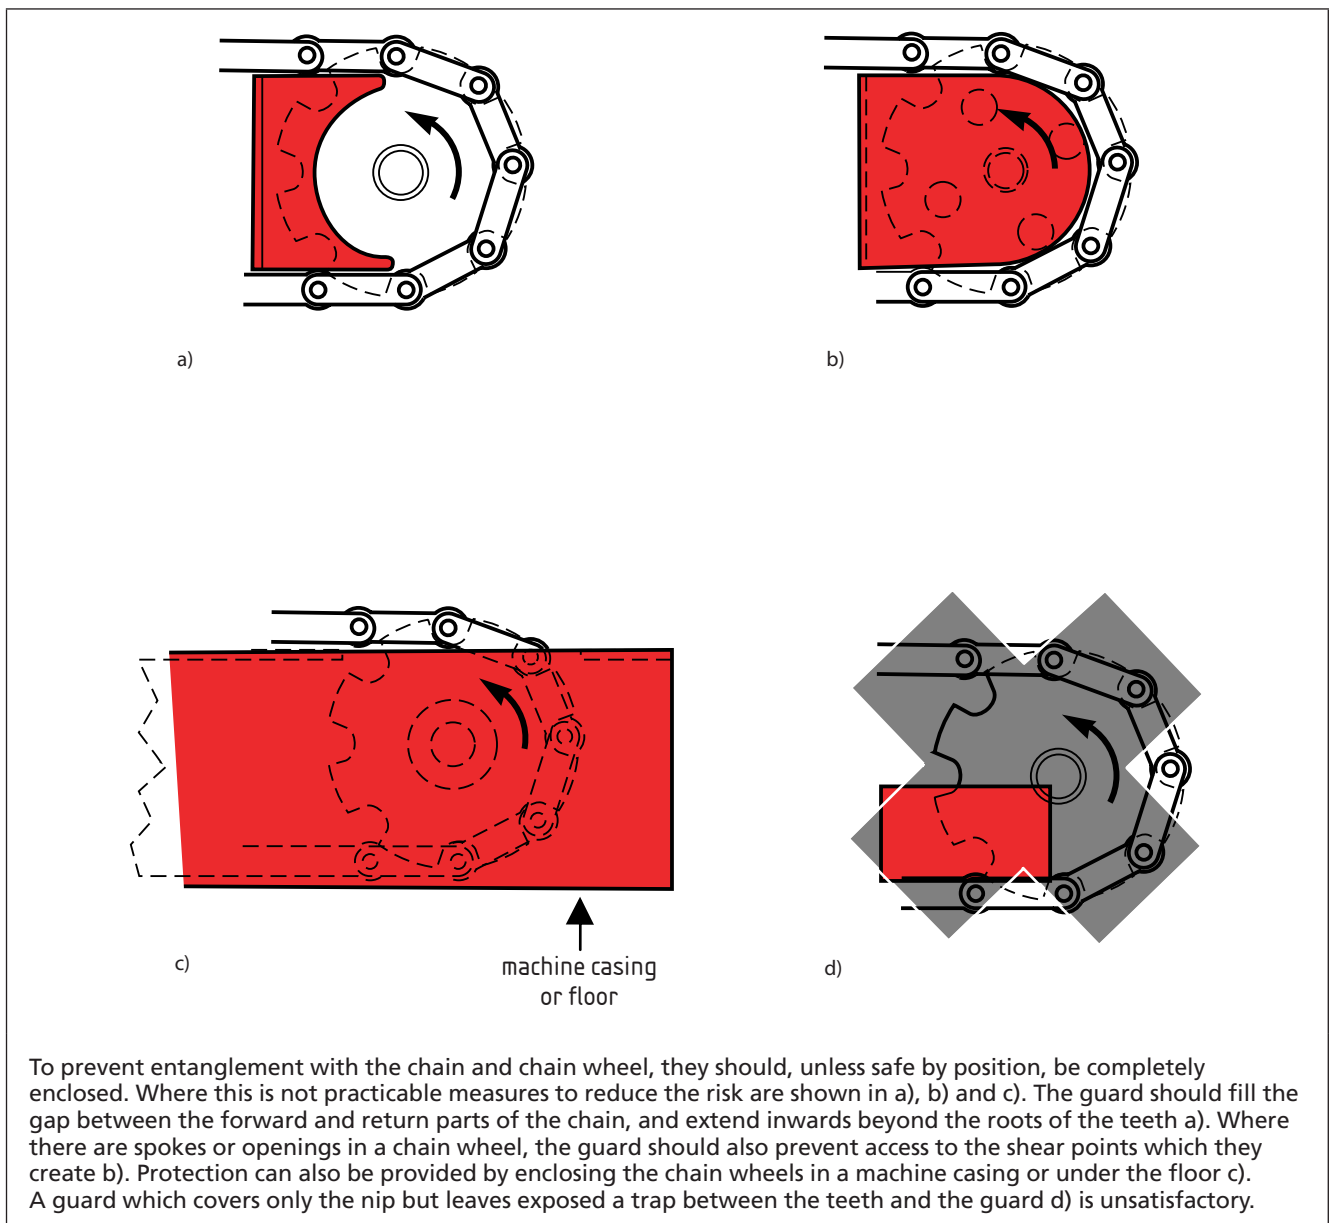 a)
b)
c)
machine casing
or floor
d)
To prevent entanglement with the chain and chain wheel, they should, unless safe by position, be completely
enclosed. Where this is not practicable measures to reduce the risk are shown in a), b) and c). The guard should fill the
gap between the forward and return parts of the chain, and extend inwards beyond the roots of the teeth a). Where
there are spokes or openings in a chain wheel, the guard should also prevent access to the shear points which they
create b). Protection can also be provided by enclosing the chain wheels in a machine casing or under the floor c).
A guard which covers only the nip but leaves exposed a trap between the teeth and the guard d) is unsatisfactory.